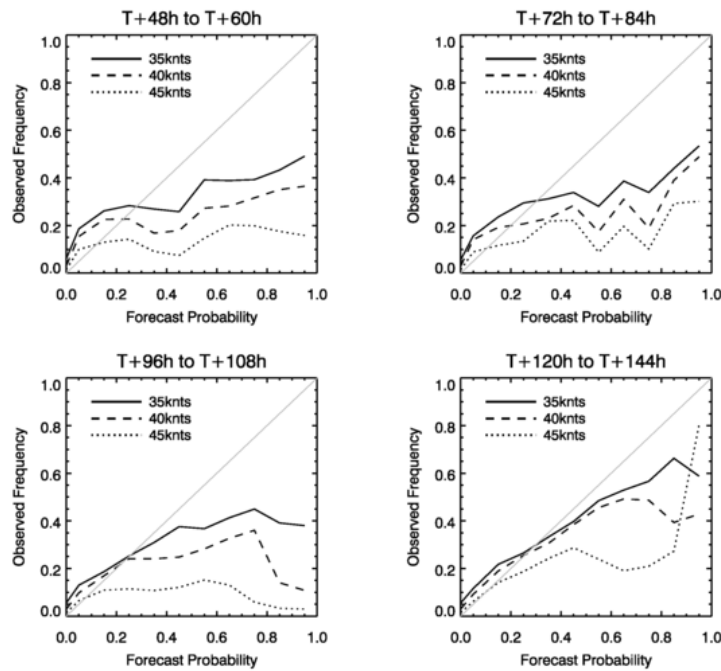 T+48h to T+60h
1.0
0.8
0.6
0.4
0.2
0.0
Observed Frequency
35knts
40knts
45knts
0.0 0.2 0.4 0.6 0.8 1.0
Forecast Probability
T+72h to T+84h
1.0
0.8
0.6
0.4
0.2
0.0
Observed Frequency
35knts
40knts
45knts
0.0 0.2 0.4 0.6 0.8 1.0
Forecast Probability
T+96h to T+108h
1.0
0.8
0.6
0.4
0.2
0.0
Observed Frequency
35knts
40knts
45knts
0.0 0.2 0.4 0.6 0.8 1.0
Forecast Probability
T+120h to T+144h
1.0
0.8
0.6
0.4
0.2
0.0
Observed Frequency
35knts
40knts
45knts
0.0 0.2 0.4 0.6 0.8 1.0
Forecast Probability